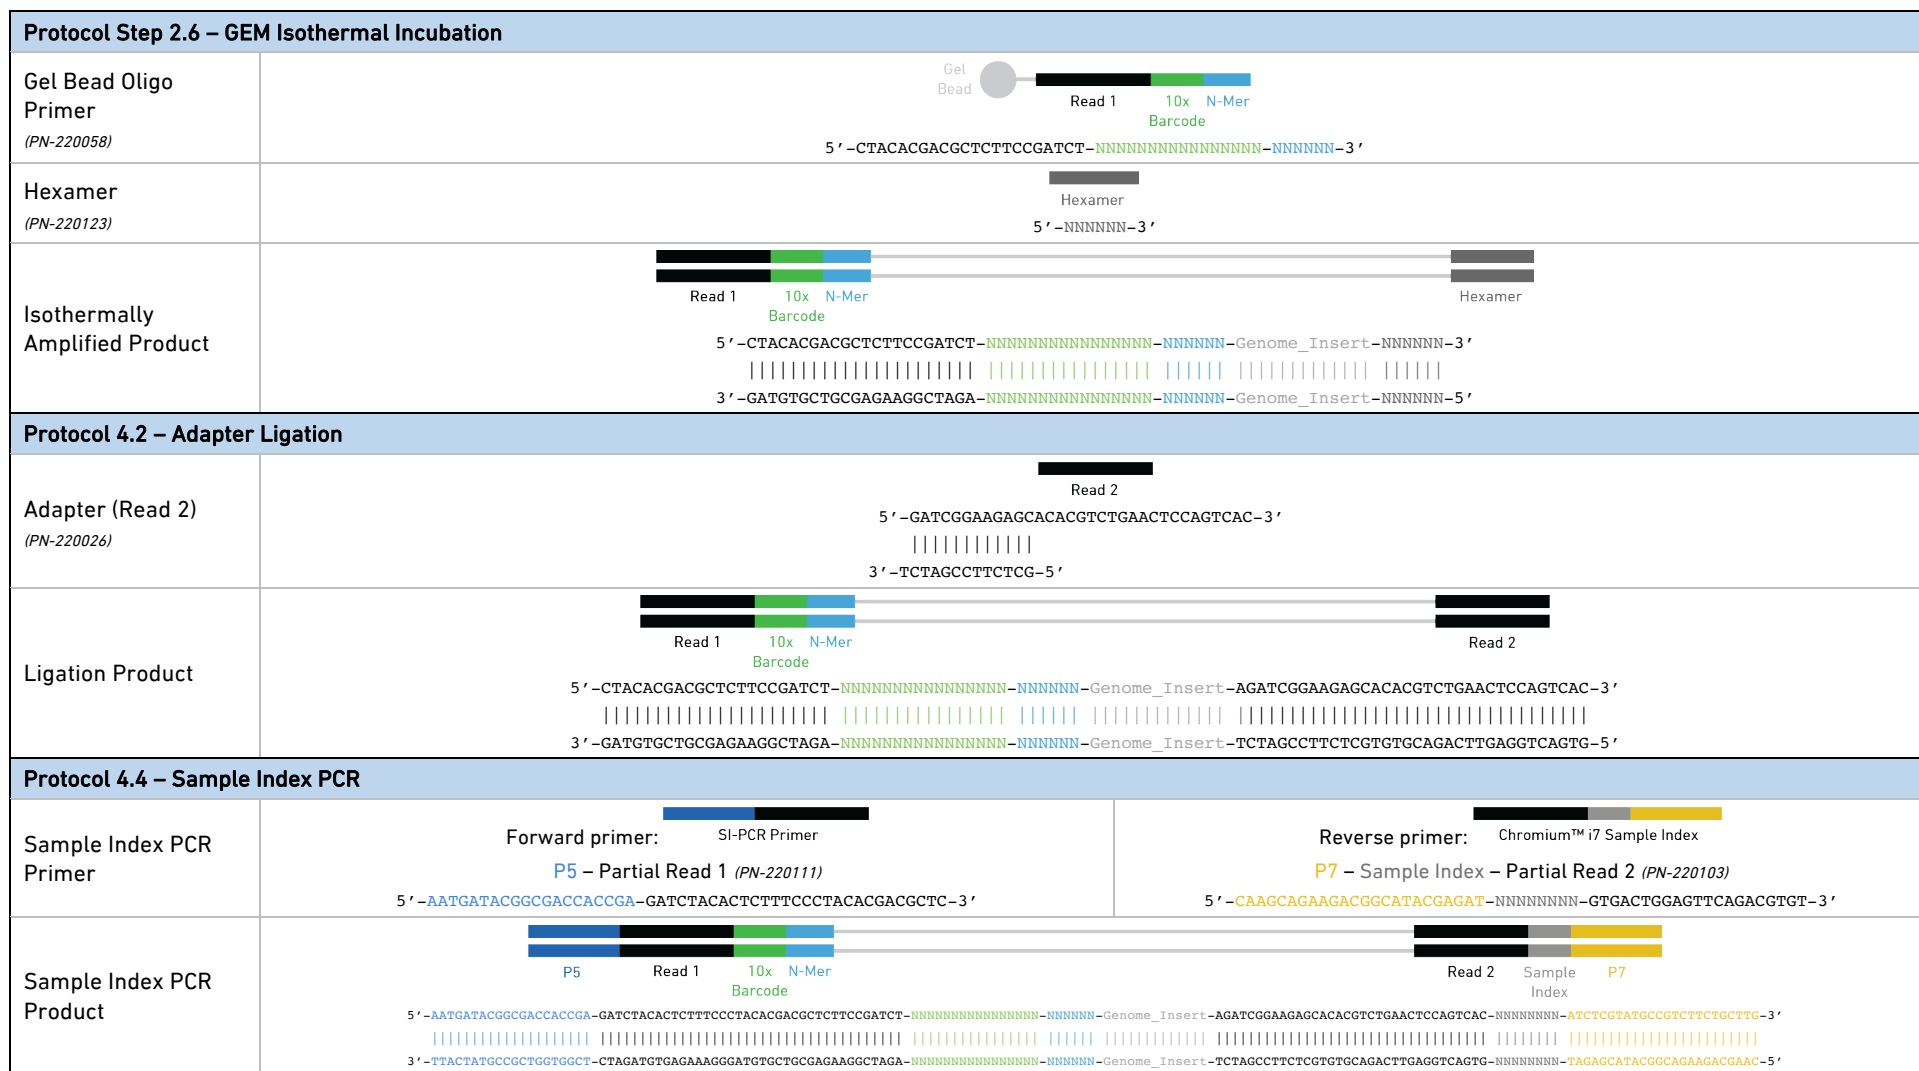 Protocol Step 2.6 – GEM Isothermal Incubation
Gel Bead Oligo
Primer
(PN-220058)
Gel
Bead
Read 1
10x
Barcode
N-Mer
5′-CTACACGACGCTCTTCCGATCT-NNNNNNNNNNNNNNNN-NNNNNN-3′
Hexamer
(PN-220123)
Hexamer
5′-NNNNNN-3′
Isothermally
Amplified Product
Read 1
10x
Barcode
N-Mer
Hexamer
5′-CTACACGACGCTCTTCCGATCT-NNNNNNNNNNNNNNNN-NNNNNN-Genome_Insert-NNNNNN-3′
3′-GATGTGCTGCGAGAAGGCTAGA-NNNNNNNNNNNNNNNN-NNNNNN-Genome_Insert-NNNNNN-5′
Protocol 4.2 – Adapter Ligation
Adapter (Read 2)
(PN-220026)
Read 2
5′-GATCGGAAGAGCACACGTCTGAACTCCAGTCAC-3′
3′-TCTAGCCTTCTCG-5′
Ligation Product
Read 1
10x
Barcode
N-Mer
Read 2
5′-CTACACGACGCTCTTCCGATCT-NNNNNNNNNNNNNNNN-NNNNNN-Genome_Insert-AGATCGGAAGAGCACACGTCTGAACTCCAGTCAC-3′
3′-GATGTGCTGCGAGAAGGCTAGA-NNNNNNNNNNNNNNNN-NNNNNN-Genome_Insert-TCTAGCCTTCTCGTGTGCAGACTTGAGGTCAGTG-5′
Protocol 4.4 – Sample Index PCR
Sample Index PCR
Primer
Forward primer:
SI-PCR Primer
P5 – Partial Read 1 (PN-220111)
5′-AATGATACGGCGACCACCGA-GATCTACACTCTTTCCCTACACGACGCTC-3′
Reverse primer:
Chromium™ i7 Sample Index
P7 – Sample Index – Partial Read 2 (PN-220103)
5′-CAAGCAGAAGACGGCATACGAGAT-NNNNNNNN-GTGACTGGAGTTCAGACGTGT-3′
Sample Index PCR
Product
P5
Read 1
10x
Barcode
N-Mer
Read 2
Sample
Index
P7
5′-AATGATACGGCGACCACCGA-GATCTACACTCTTTCCCTACACGACGCTCTTCCGATCT-NNNNNNNNNNNNNNNN-NNNNNN-Genome_Insert-AGATCGGAAGAGCACACGTCTGAACTCCAGTCAC-NNNNNNNN-ATCTCGTATGCCGTCTTCTGCTTG-3′
3′-TTACTATGCCGCTGGTGGCT-CTAGATGTGAGAAAGGGATGTGCTGCGAGAAGGCTAGA-NNNNNNNNNNNNNNNN-NNNNNN-Genome_Insert-TCTAGCCTTCTCGTGTGCAGACTTGAGGTCAGTG-NNNNNNNN-TAGAGCATACGGCAGAAGACGAAC-5′